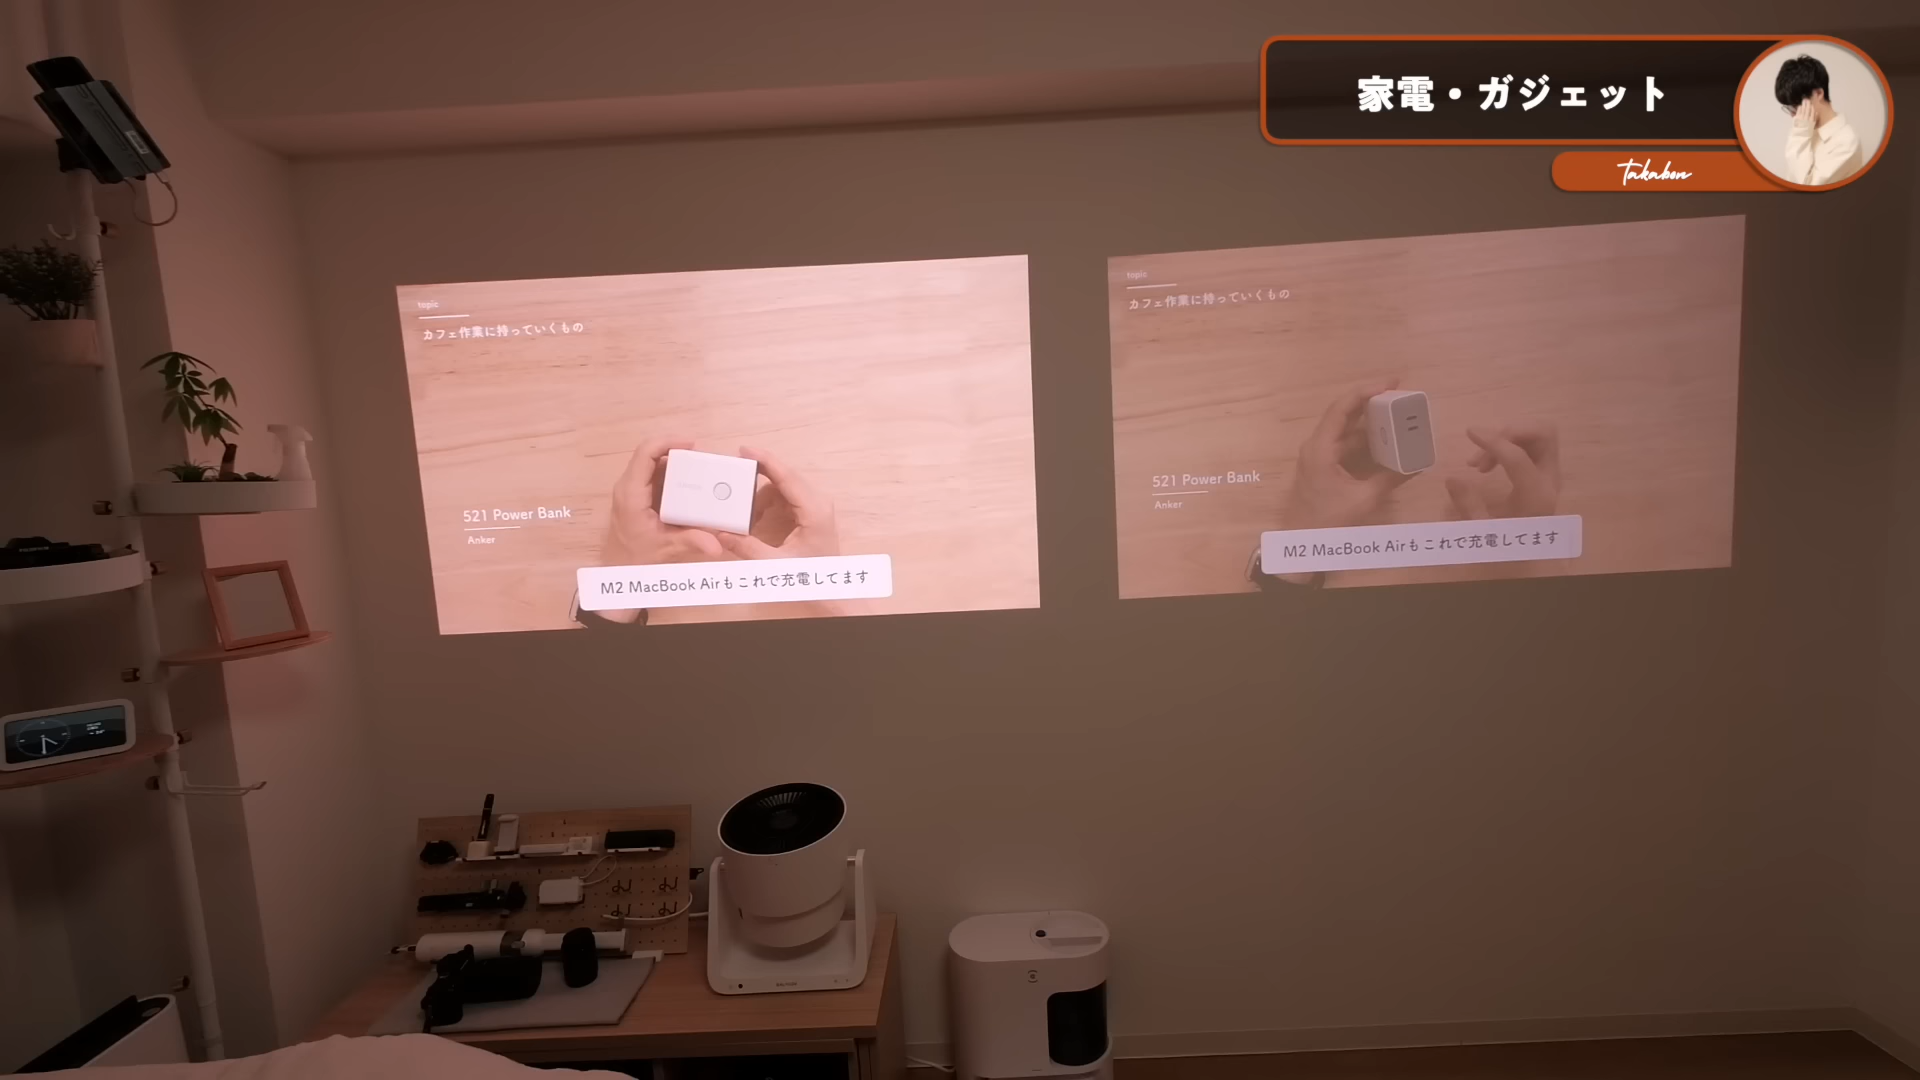 家電・ガジェット
Takabon
topic
カフェ作業に持っていくもの
521 Power Bank
Anker
M2 MacBook Airもこれで充電してます
topic
カフェ作業に持っていくもの
521 Power Bank
Anker
M2 MacBook Airもこれで充電してます